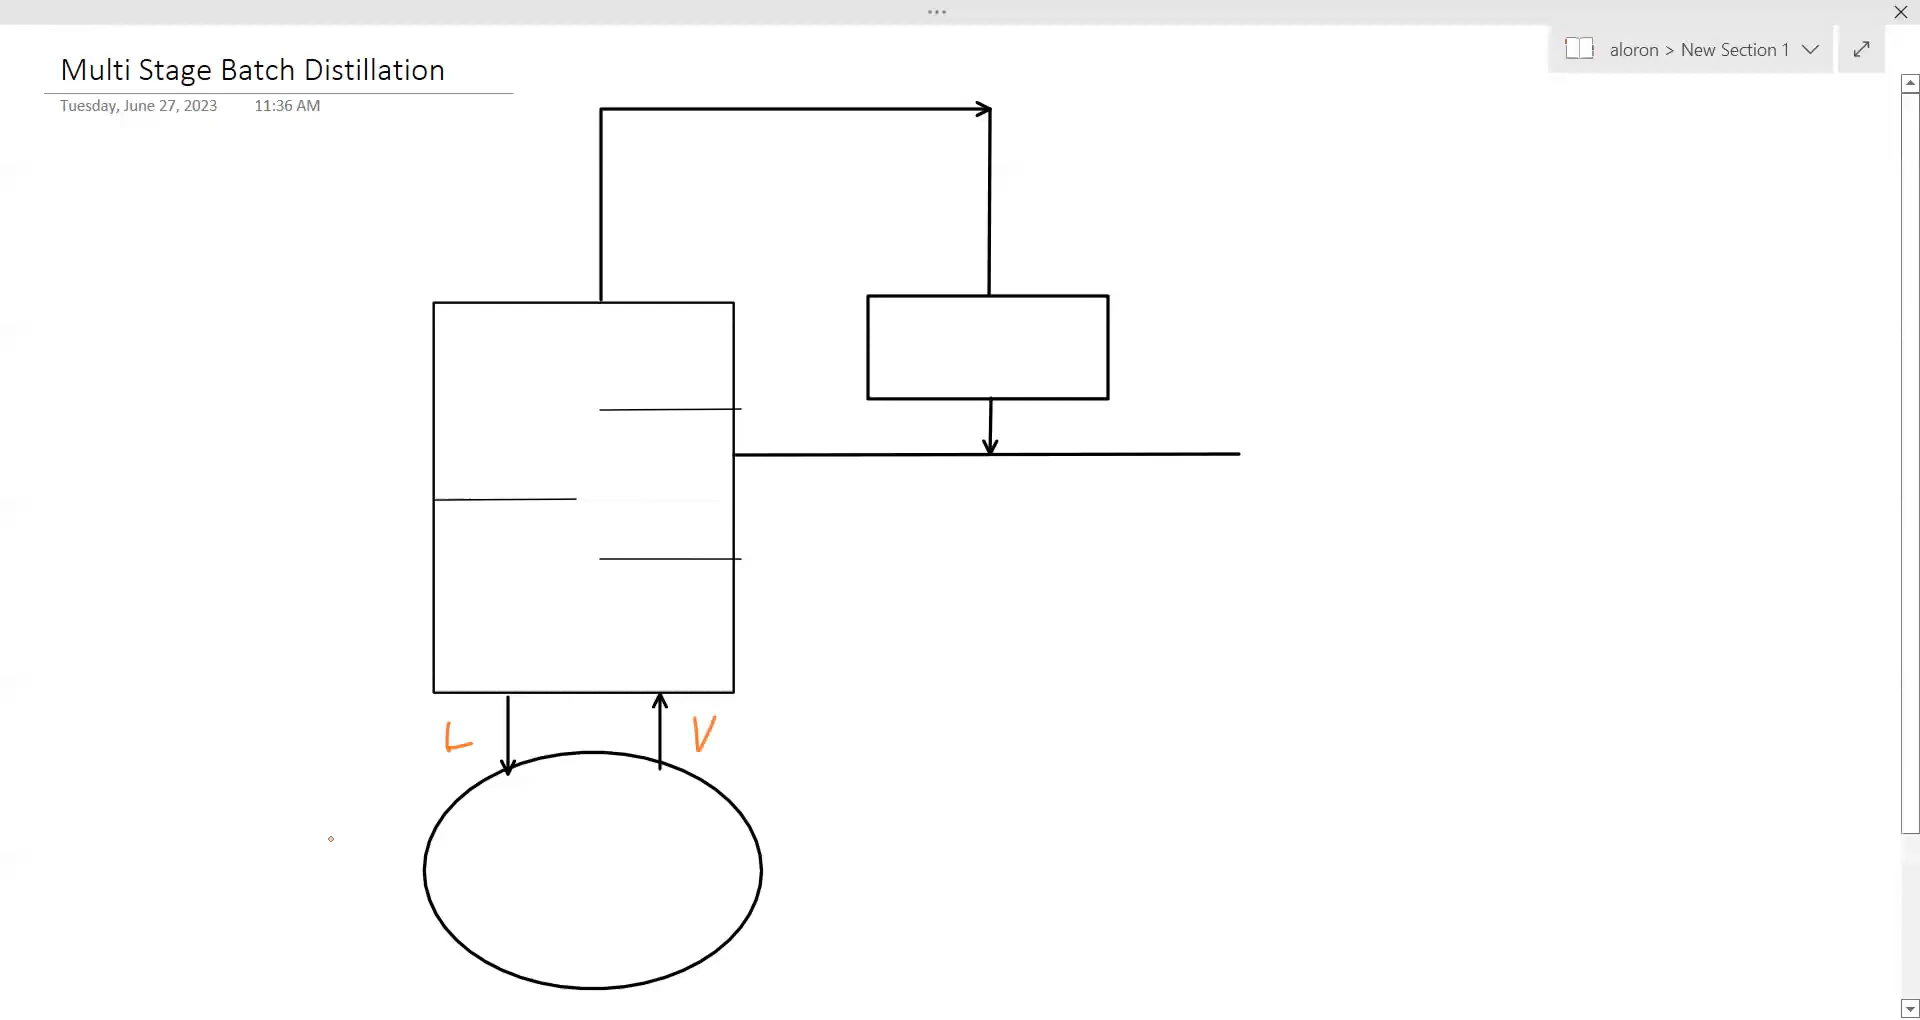 aloron > New Section 1
Multi Stage Batch Distillation
Tuesday, June 27, 2023 11:36 AM
L V